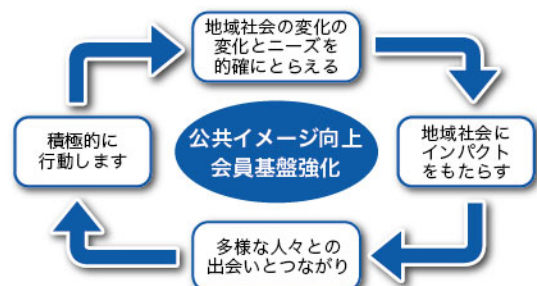 地域社会の変化の
変化とニーズを
的確にとらえる
積極的に
行動します
公共イメージ向上
会員基盤強化
地域社会に
インパクト
をもたらす
多様な人々との
出会いとつながり